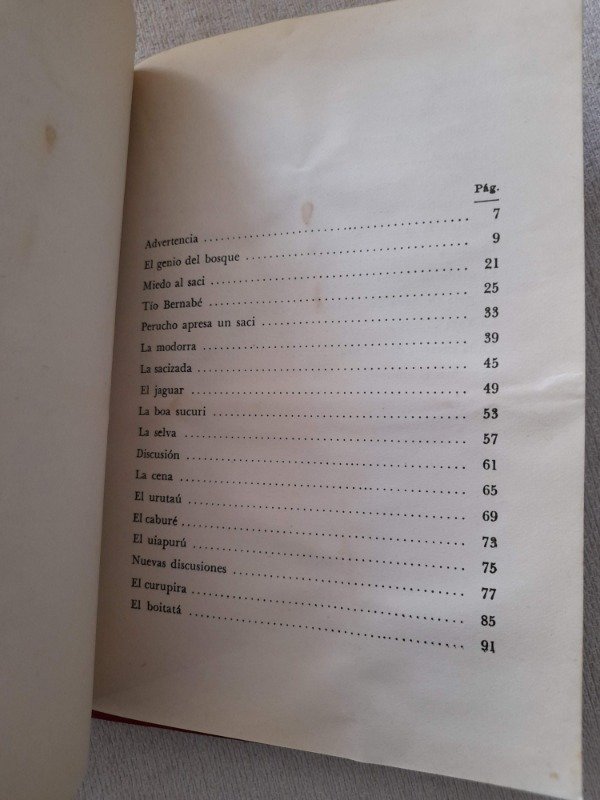 Pág.
Advertencia 7
El genio del bosque 9
Miedo al saci 21
Tío Bernabé 25
Perucho apresa un saci 33
La modorra 39
La sacizada 45
El jaguar 49
La boa sucuri 53
La selva 57
Discusión 61
La cena 65
El urutaú 69
El caburé 73
El uiapurú 75
Nuevas discusiones 77
El curupira 85
El boitatá 91